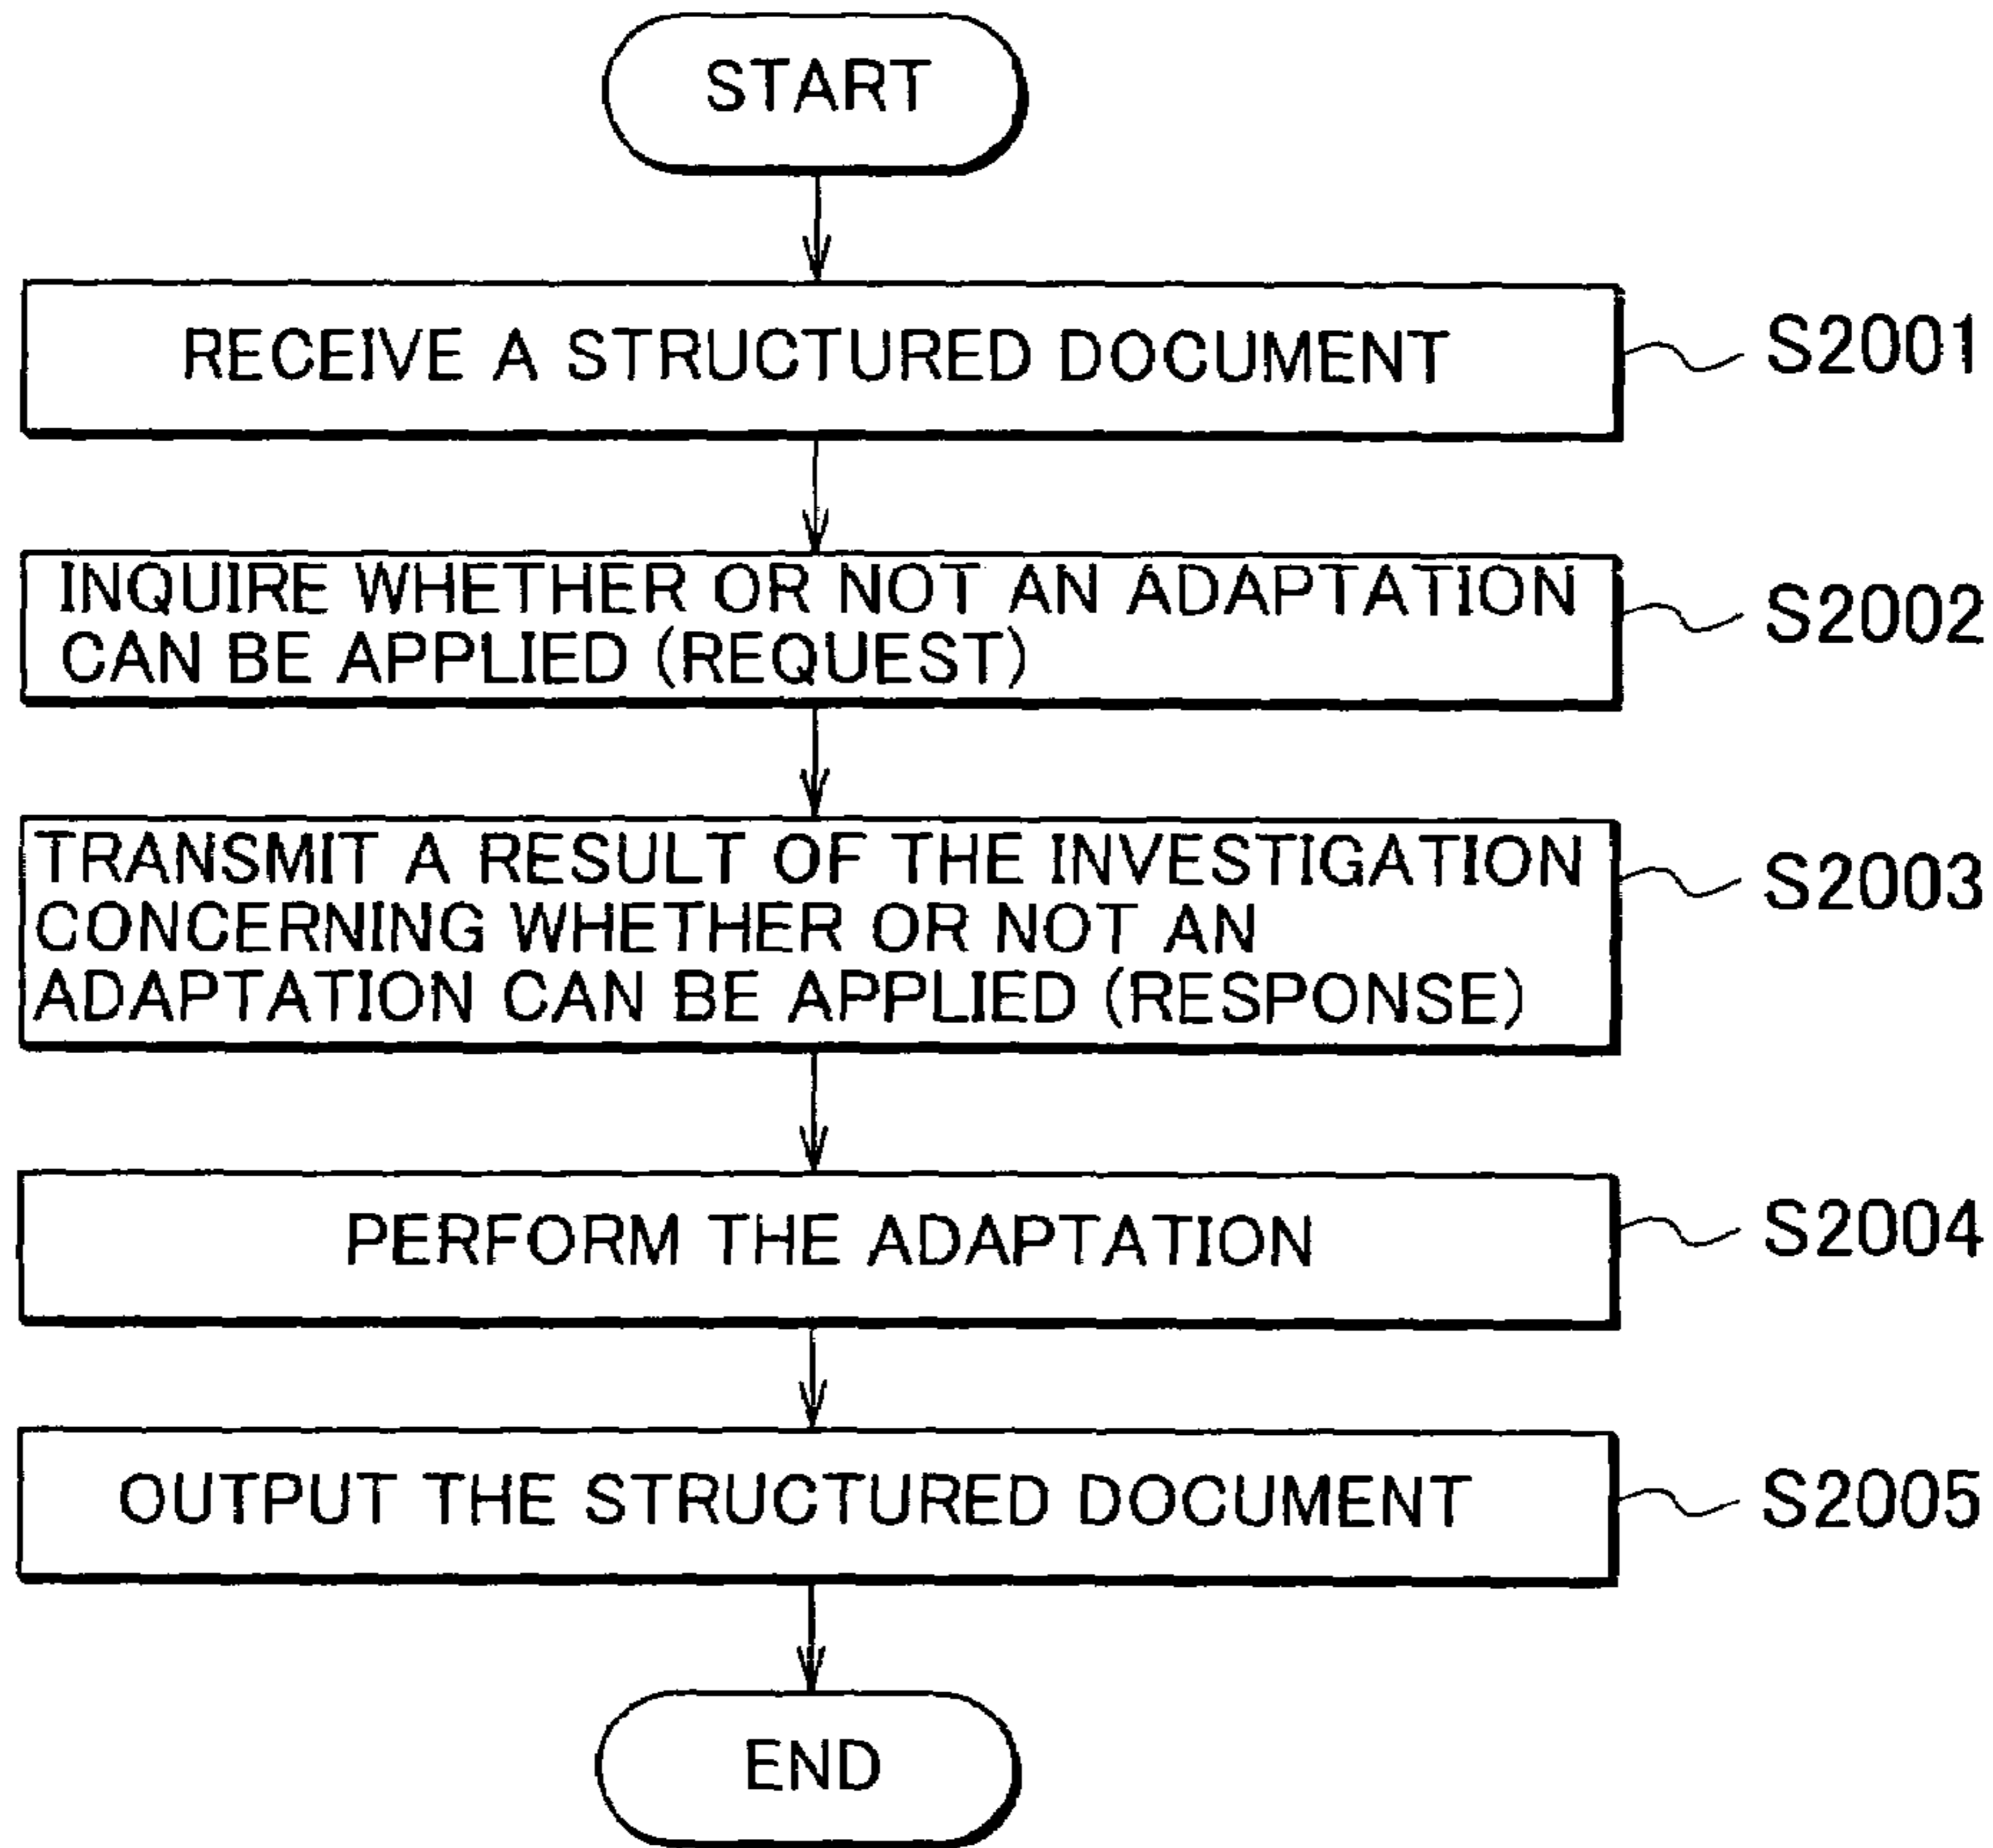 START
RECEIVE A STRUCTURED DOCUMENT
S2001
INQUIRE WHETHER OR NOT AN ADAPTATION
CAN BE APPLIED (REQUEST)
S2002
TRANSMIT A RESULT OF THE INVESTIGATION
CONCERNING WHETHER OR NOT AN
ADAPTATION CAN BE APPLIED (RESPONSE)
S2003
PERFORM THE ADAPTATION
S2004
OUTPUT THE STRUCTURED DOCUMENT
S2005
END